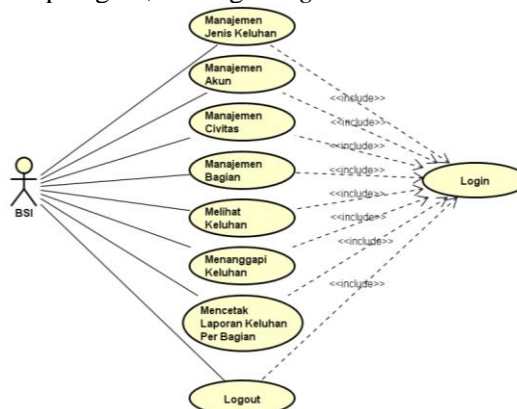 Manajemen
Jenis Keluhan
Manajemen
Akun
<<include>>
Manajemen
Civitas
<<include>>
<<include>>
Manajemen
Bagian
<<include>>
Login
BSI
Melihat
Keluhan
<<include>>
<<include>>
Menanggapi
Keluhan
<<include>>
Mencetak
Laporan Keluhan
Per Bagian
<<include>>
Logout